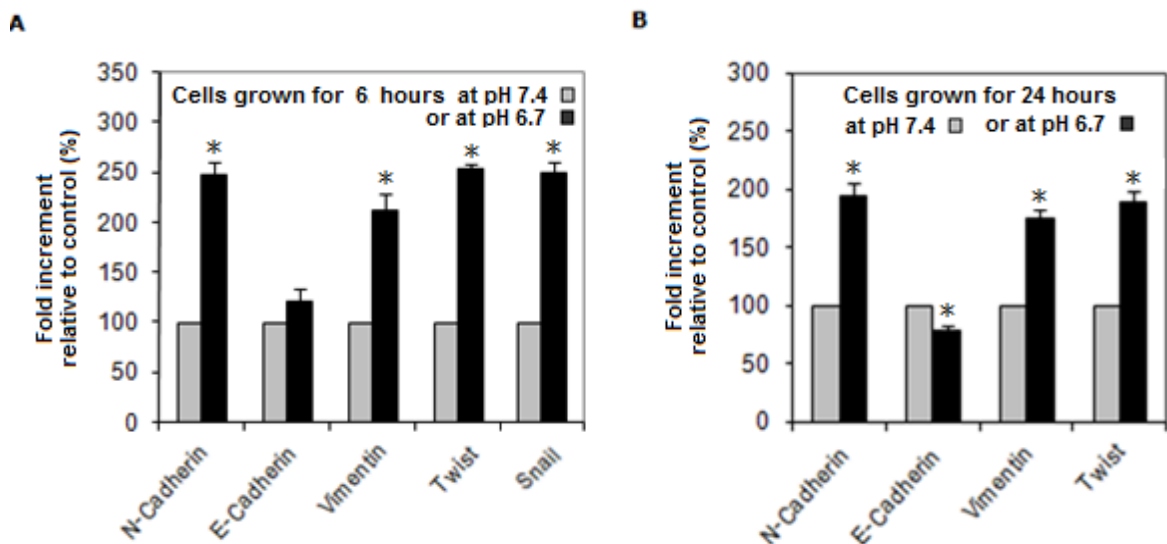 A
Fold increment
relative to control (%)
350
300
250
200
150
100
50
0
Cells grown for 6 hours at pH 7.4
or at pH 6.7
*
*
*
*
N-Cadherin
E-Cadherin
Vimentin
Twist
Snail
B
Fold increment
relative to control (%)
300
250
200
150
100
50
0
Cells grown for 24 hours
at pH 7.4 or at pH 6.7
*
*
*
*
N-Cadherin
E-Cadherin
Vimentin
Twist